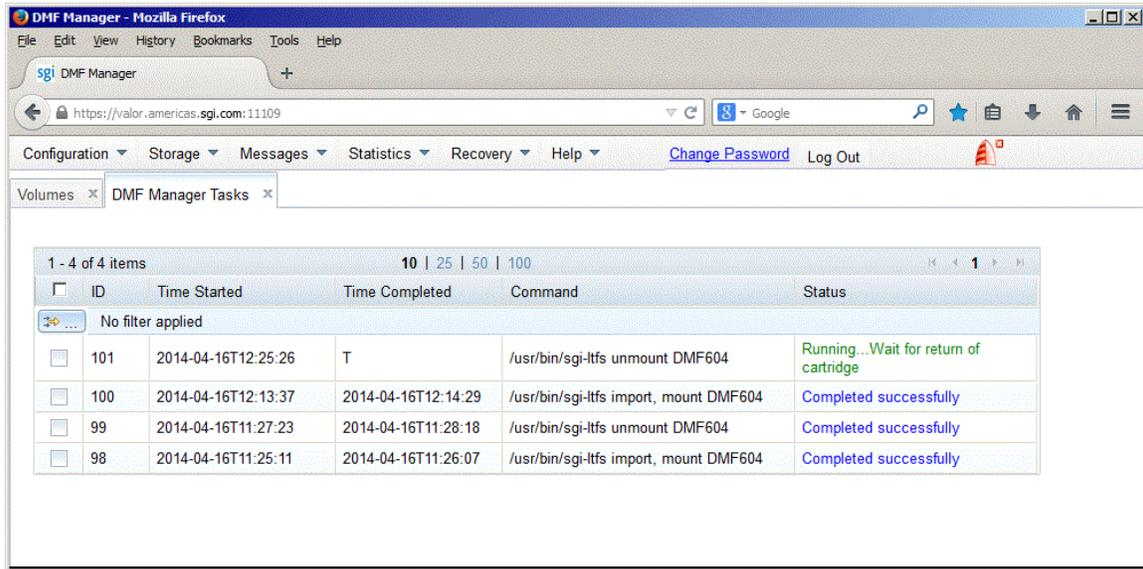 DMF Manager - Mozilla Firefox
File Edit View History Bookmarks Tools Help
sgi DMF Manager +
https://valor.americas.sgi.com:11109
8 Google
Configuration Storage Messages Statistics Recovery Help Change Password Log Out
Volumes x DMF Manager Tasks x
1 - 4 of 4 items 10 | 25 | 50 | 100 1
ID Time Started Time Completed Command Status
... No filter applied
101 2014-04-16T12:25:26 T /usr/bin/sgi-ltfs unmount DMF604 Running...Wait for return of
cartridge
100 2014-04-16T12:13:37 2014-04-16T12:14:29 /usr/bin/sgi-ltfs import, mount DMF604 Completed successfully
99 2014-04-16T11:27:23 2014-04-16T11:28:18 /usr/bin/sgi-ltfs unmount DMF604 Completed successfully
98 2014-04-16T11:25:11 2014-04-16T11:26:07 /usr/bin/sgi-ltfs import, mount DMF604 Completed successfully